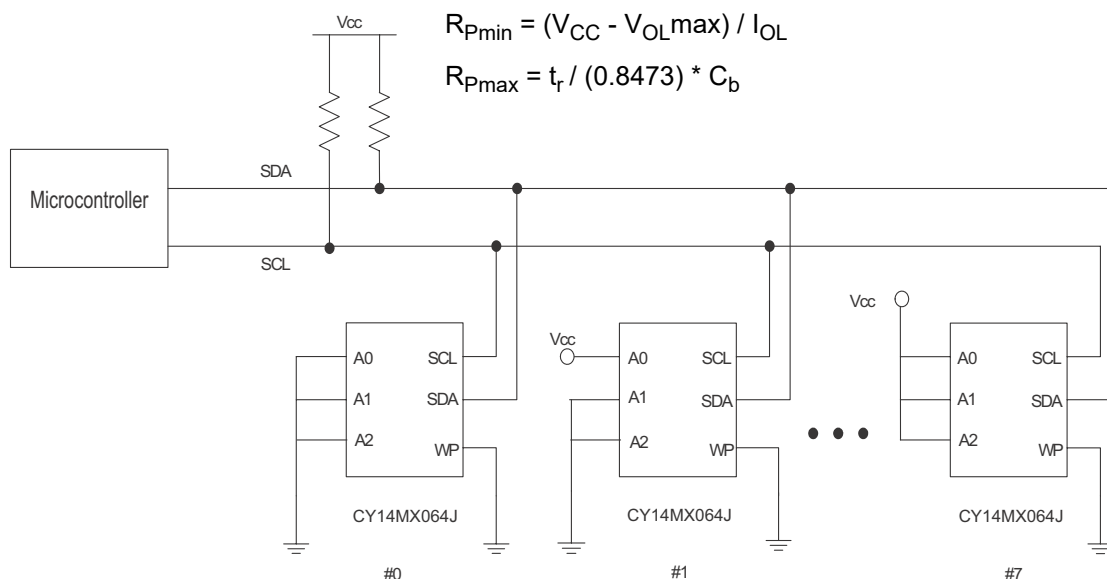 Vcc
R_Pmin = (V_CC - V_OLmax) / I_OL
R_Pmax = t_r / (0.8473) * C_b
Microcontroller
SDA
SCL
A0
SCL
A1
SDA
A2
WP
CY14MX064J
#0
Vcc
A0
SCL
A1
SDA
A2
WP
CY14MX064J
#1
Vcc
A0
SCL
A1
SDA
A2
WP
CY14MX064J
#7